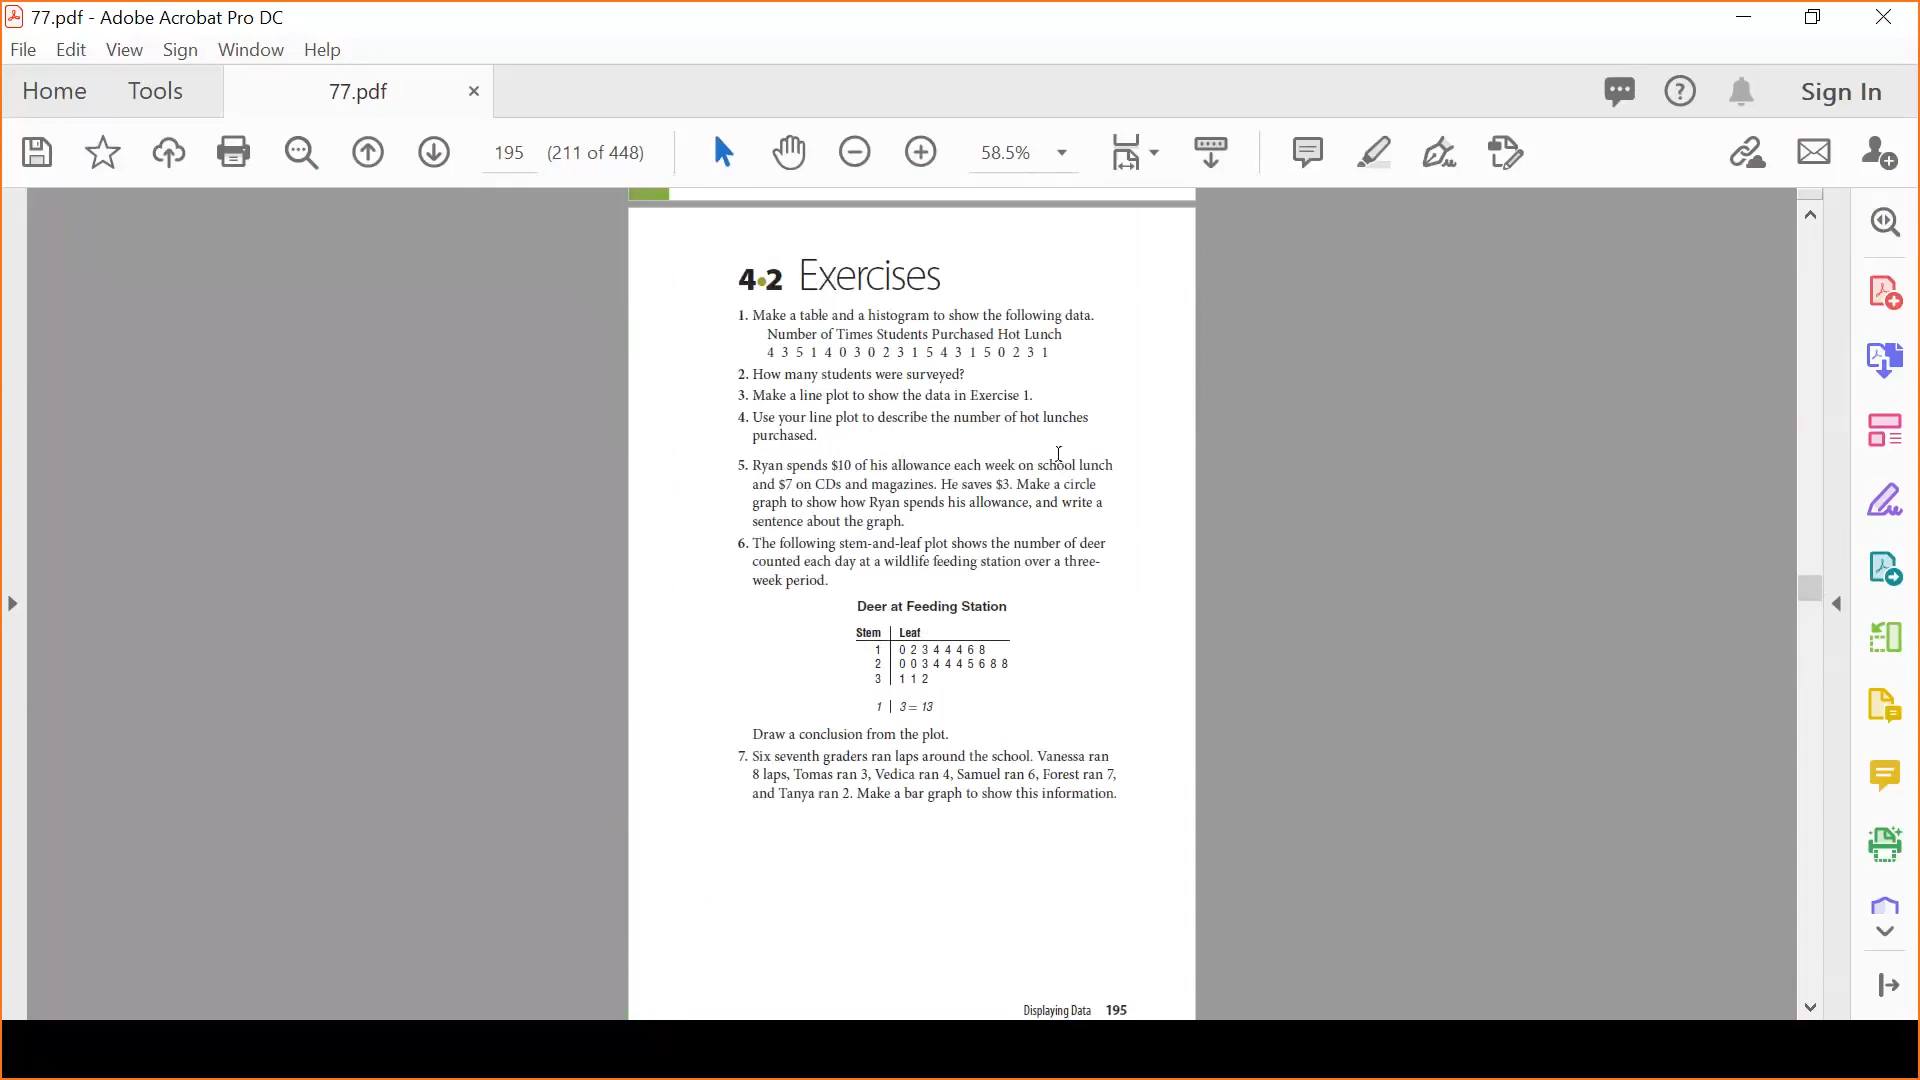 77.pdf - Adobe Acrobat Pro DC
File Edit View Sign Window Help
Home Tools 77.pdf Sign In
195 (211 of 448) 58.5%
4•2 Exercises
1. Make a table and a histogram to show the following data.
Number of Times Students Purchased Hot Lunch
4 3 5 1 4 0 3 0 2 3 1 5 4 3 1 5 0 2 3 1
2. How many students were surveyed?
3. Make a line plot to show the data in Exercise 1.
4. Use your line plot to describe the number of hot lunches
purchased.
5. Ryan spends $10 of his allowance each week on school lunch
and $7 on CDs and magazines. He saves $3. Make a circle
graph to show how Ryan spends his allowance, and write a
sentence about the graph.
6. The following stem-and-leaf plot shows the number of deer
counted each day at a wildlife feeding station over a three-
week period.
Deer at Feeding Station
Stem Leaf
1 0 2 3 4 4 4 6 8
2 0 0 3 4 4 4 5 6 8 8
3 1 1 2
1 | 3 = 13
Draw a conclusion from the plot.
7. Six seventh graders ran laps around the school. Vanessa ran
8 laps, Tomas ran 3, Vedica ran 4, Samuel ran 6, Forest ran 7,
and Tanya ran 2. Make a bar graph to show this information.
Displaying Data 195